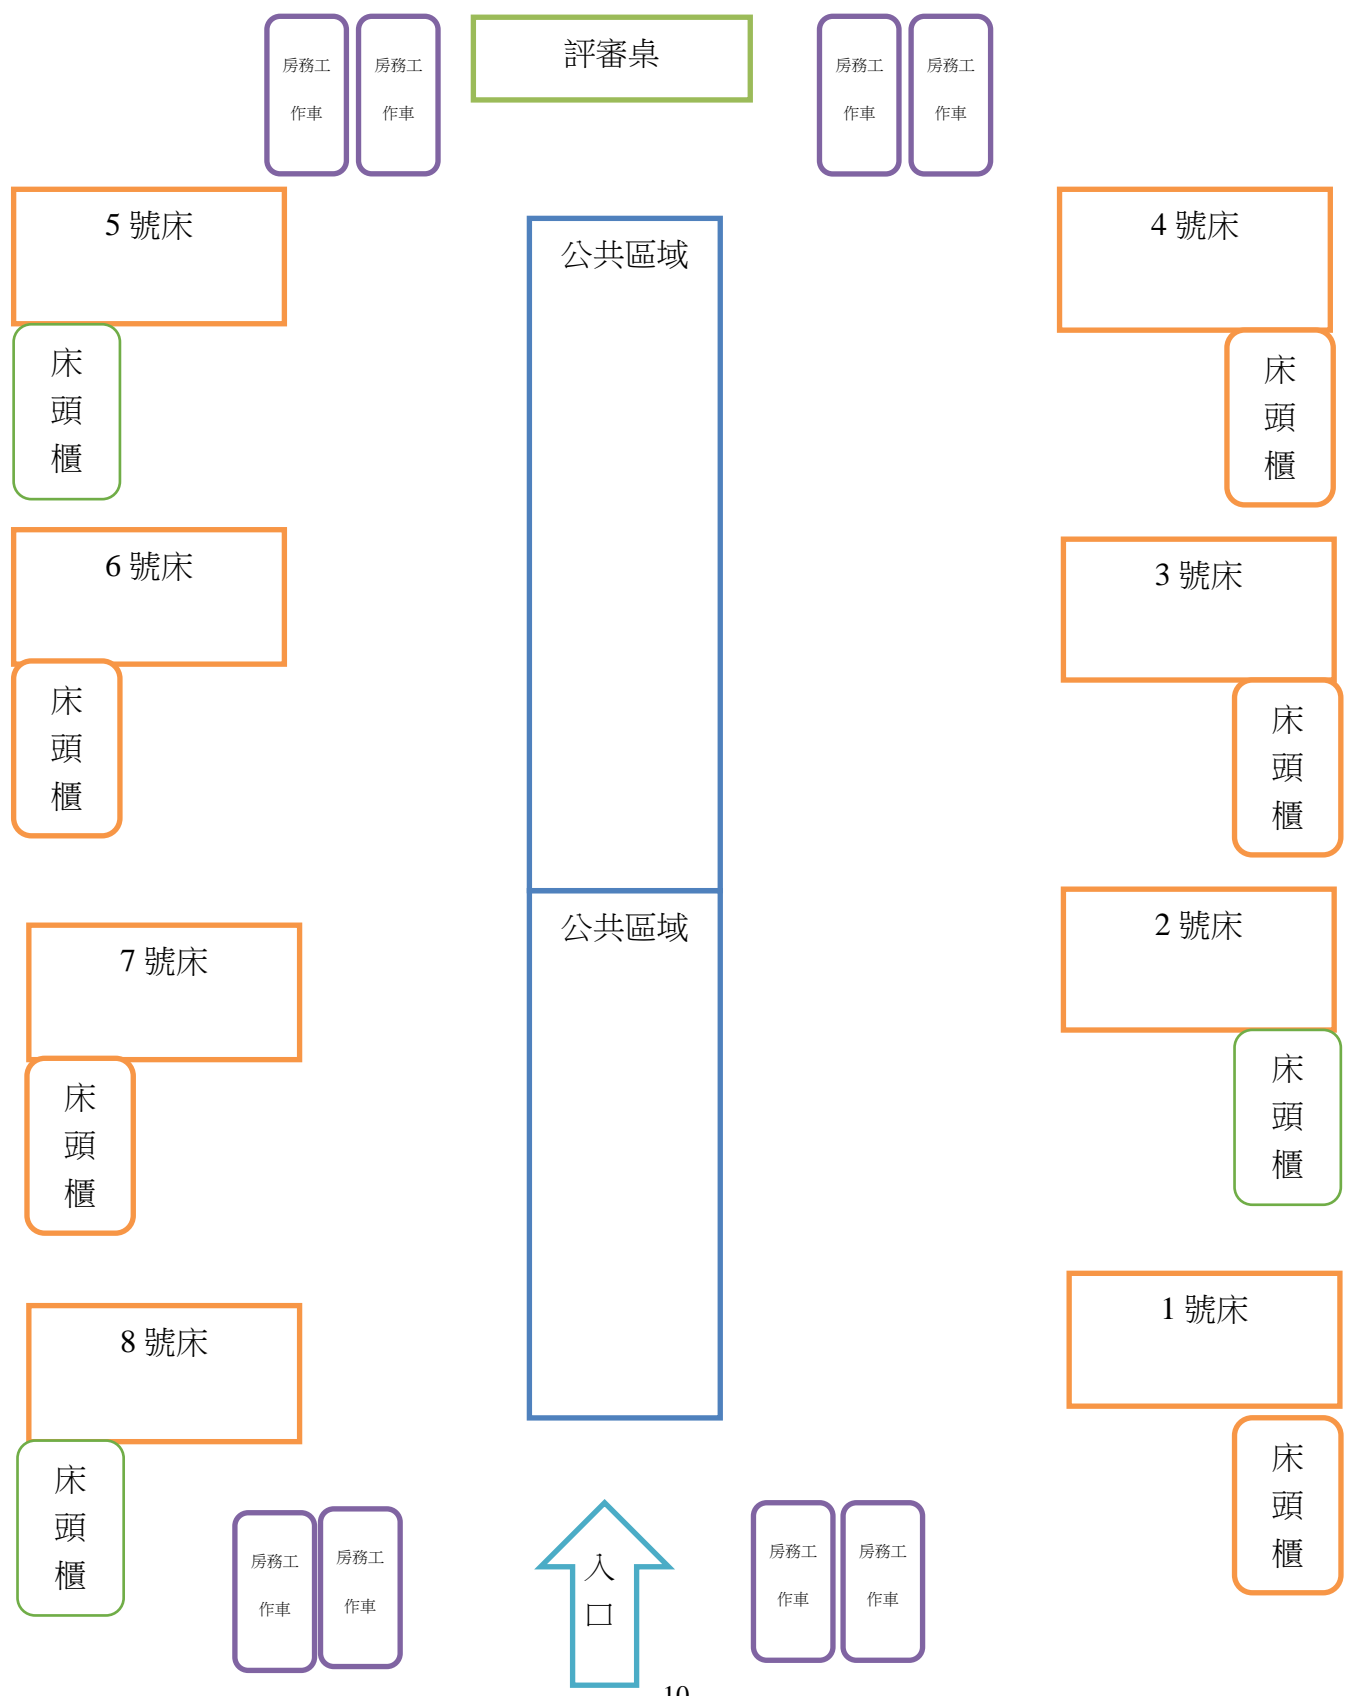 房務工
作車
房務工
作車
評審桌
房務工
作車
房務工
作車
5 號床
床
頭
櫃
公共區域
4 號床
床
頭
櫃
6 號床
床
頭
櫃
3 號床
床
頭
櫃
7 號床
床
頭
櫃
公共區域
2 號床
床
頭
櫃
8 號床
床
頭
櫃
1 號床
床
頭
櫃
房務工
作車
房務工
作車
入
口
房務工
作車
房務工
作車
10